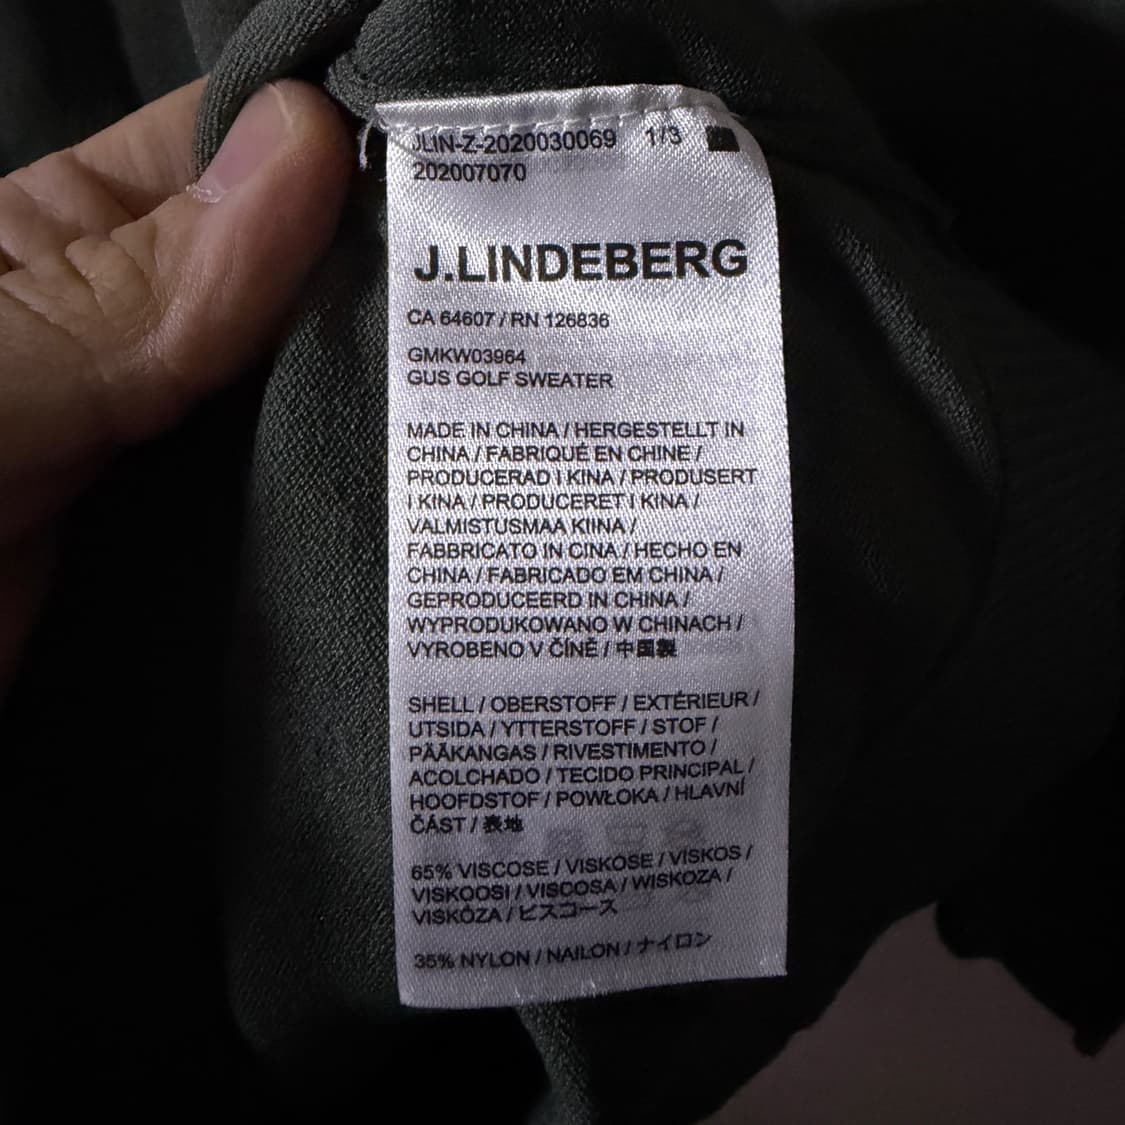 JLIN-Z-2020030069 1/3
202007070
J.LINDEBERG
CA 64607 / RN 126836
GMKW03964
GUS GOLF SWEATER
MADE IN CHINA / HERGESTELLT IN
CHINA / FABRIQUÉ EN CHINE /
PRODUCERAD I KINA / PRODUSERT
I KINA / PRODUCERET I KINA /
VALMISTUSMAA KIINA /
FABBRICATO IN CINA / HECHO EN
CHINA / FABRICADO EM CHINA /
GEPRODUCEERD IN CHINA /
WYPRODUKOWANO W CHINACH /
VYROBENO V ČÍNĚ / 中国製
SHELL / OBERSTOFF / EXTÉRIEUR /
UTSIDA / YTTERSTOFF / STOF /
PÄÄKANGAS / RIVESTIMENTO /
ACOLCHADO / TECIDO PRINCIPAL /
HOOFDSTOF / POWŁOKA / HLAVNÍ
ČÁST / 表地
65% VISCOSE / VISKOSE / VISKOS /
VISKOOSI / VISCOSA / WISKOZA /
VISKÓZA / ビスコース
35% NYLON / NAILON / ナイロン